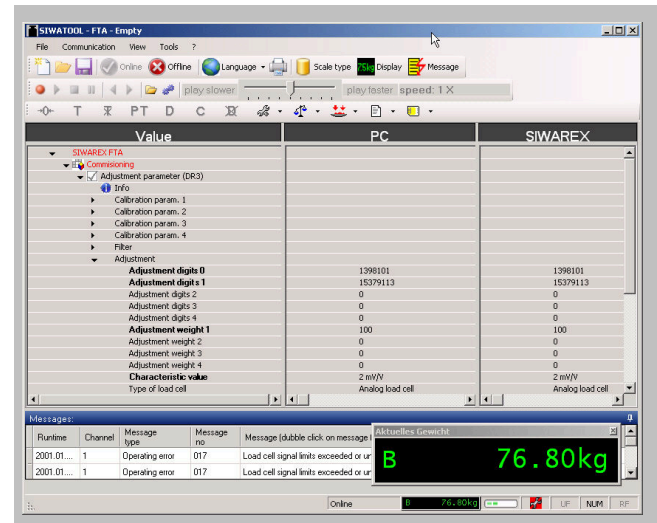 SIWATOOL - FTA - Empty
File Communication View Tools ?
Online Offline Language Scale type 75kg Display Message
play slower play faster speed: 1 X
→0← T PT D C
Value PC SIWAREX
SIWAREX FTA
Commisioning
Adjustment parameter (DR3)
Info
Calibration param. 1
Calibration param. 2
Calibration param. 3
Calibration param. 4
Filter
Adjustment
Adjustment digits 0 1398101 1398101
Adjustment digits 1 15379113 15379113
Adjustment digits 2 0 0
Adjustment digits 3 0 0
Adjustment digits 4 0 0
Adjustment weight 1 100 100
Adjustment weight 2 0 0
Adjustment weight 3 0 0
Adjustment weight 4 0 0
Characteristic value 2 mV/V 2 mV/V
Type of load cell Analog load cell Analog load cell
Messages:
Runtime Channel Message type Message no Message (dubble click on message
2001.01.... 1 Operating error 017 Load cell signal limits exceeded or
2001.01.... 1 Operating error 017 Load cell signal limits exceeded or
Aktuelles Gewicht
B 76.80kg
Online B 76.80kg UF NUM RF